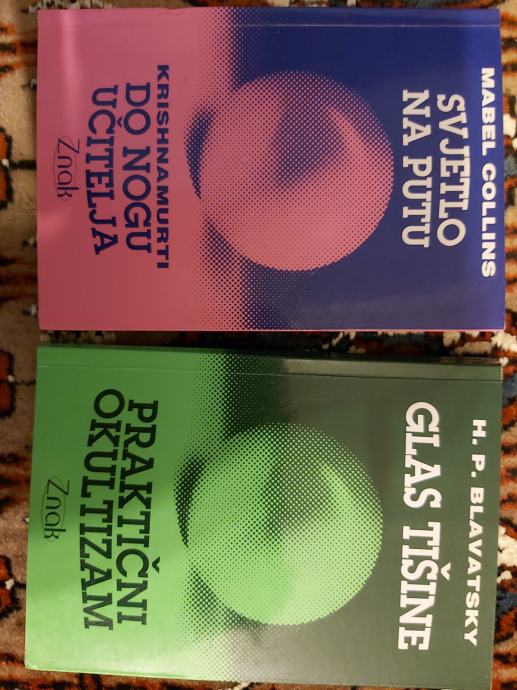 MABEL COLLINS
SVJETLO
NA PUTU
KRISHNAMURTI
DO NOGU
UČITELJA
Znak
H. P. BLAVATSKY
GLAS TIŠINE
PRAKTIČNI
OKULTIZAM
Znak